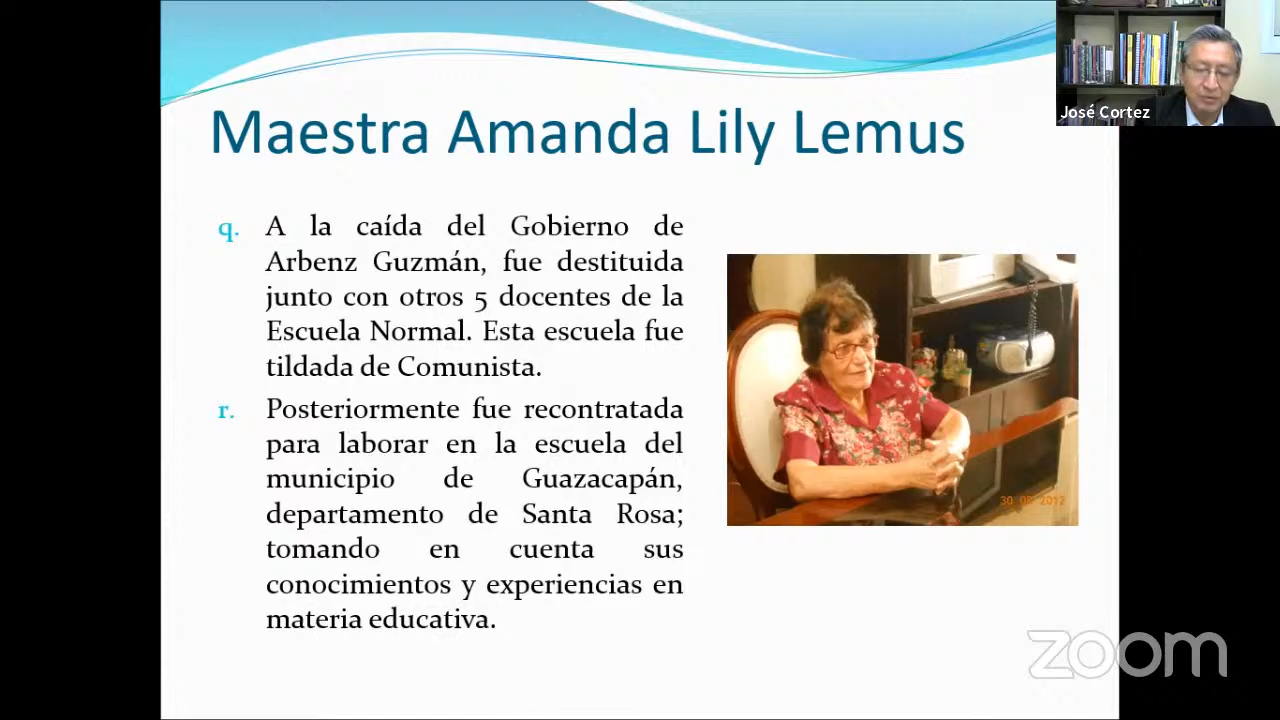 Maestra Amanda Lily Lemus
José Cortez
q. A la caída del Gobierno de
Arbenz Guzmán, fue destituida
junto con otros 5 docentes de la
Escuela Normal. Esta escuela fue
tildada de Comunista.
r. Posteriormente fue recontratada
para laborar en la escuela del
municipio de Guazacapán,
departamento de Santa Rosa;
tomando en cuenta sus
conocimientos y experiencias en
materia educativa.
zoom